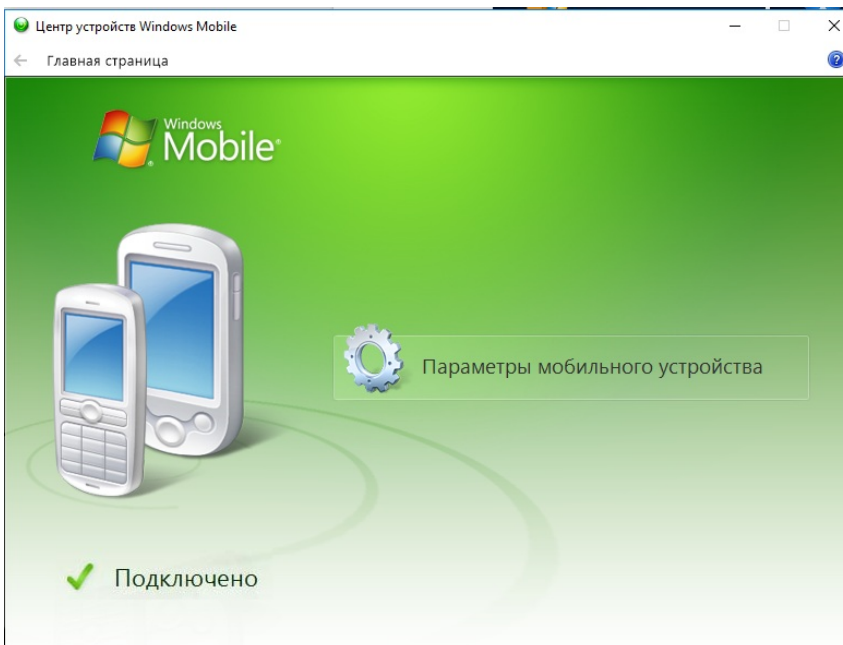 Центр устройств Windows Mobile
Главная страница
Windows
Mobile®
Параметры мобильного устройства
Подключено